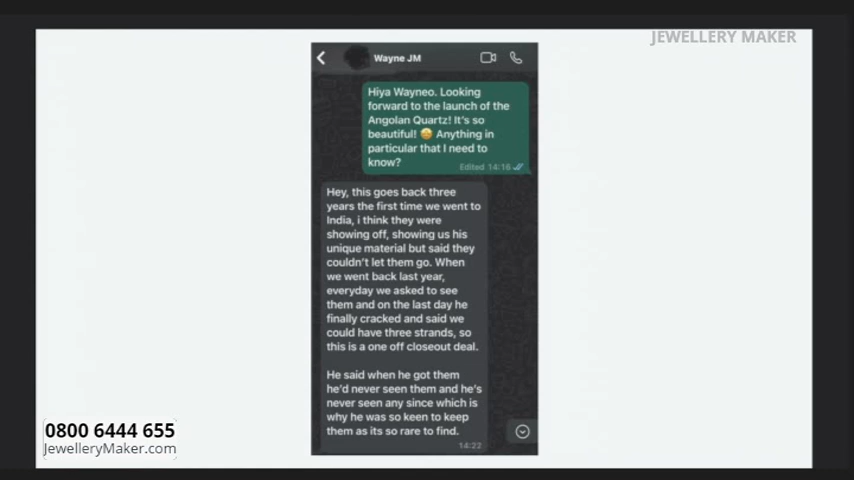 JEWELLERY MAKER
Wayne JM
Hiya Wayneo. Looking
forward to the launch of the
Angolan Quartz! It's so
beautiful! 🤩 Anything in
particular that I need to
know?
Edited 14:16
Hey, this goes back three
years the first time we went to
India, i think they were
showing off, showing us his
unique material but said they
couldn't let them go. When
we went back last year,
everyday we asked to see
them and on the last day he
finally cracked and said we
could have three strands, so
this is a one off closeout deal.
He said when he got them
he'd never seen them and he's
never seen any since which is
why he was so keen to keep
them as its so rare to find.
14:22
0800 6444 655
JewelleryMaker.com